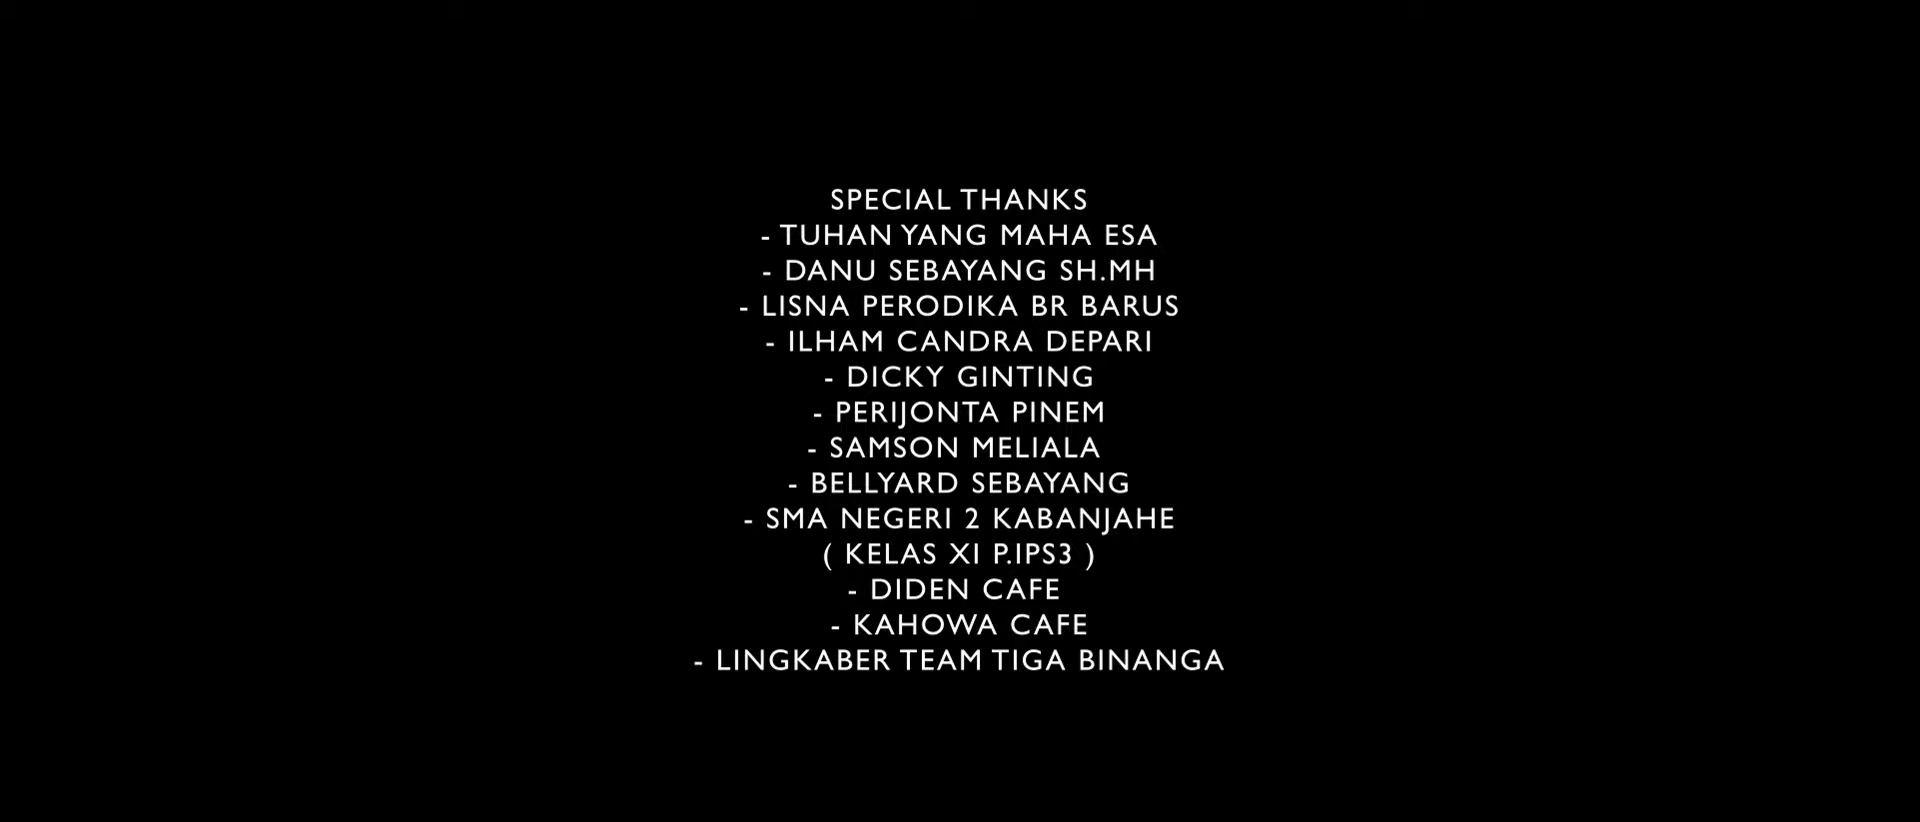 SPECIAL THANKS
- TUHAN YANG MAHA ESA
- DANU SEBAYANG SH.MH
- LISNA PERODIKA BR BARUS
- ILHAM CANDRA DEPARI
- DICKY GINTING
- PERIJONTA PINEM
- SAMSON MELIALA
- BELLYARD SEBAYANG
- SMA NEGERI 2 KABANJAHE
( KELAS XI P.IPS3 )
- DIDEN CAFE
- KAHOWA CAFE
- LINGKABER TEAM TIGA BINANGA